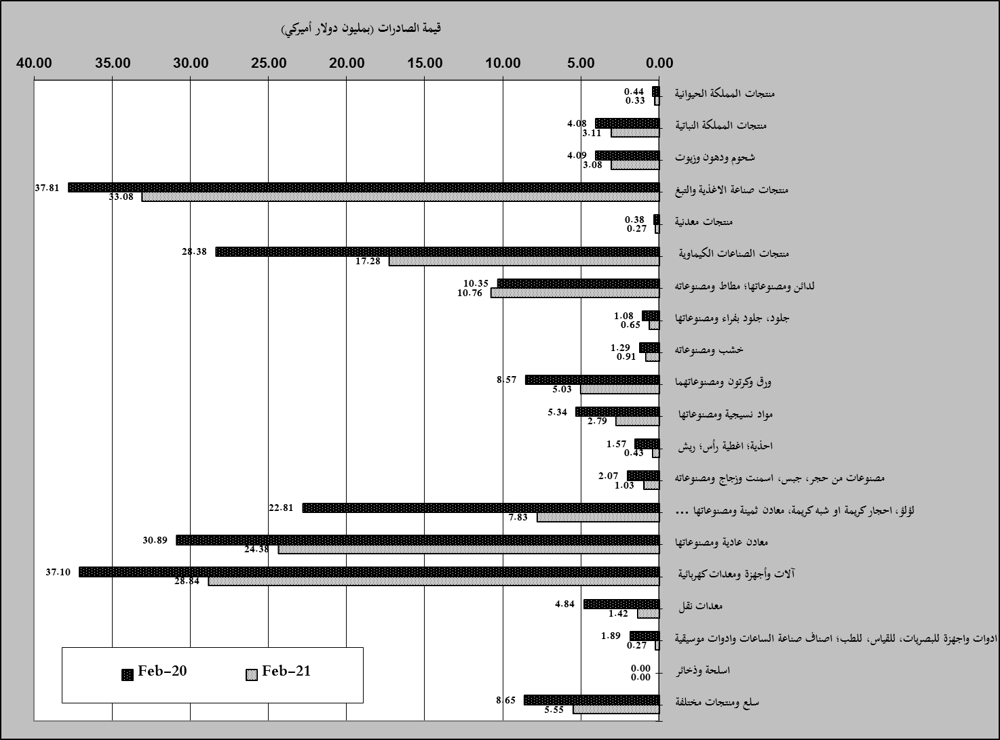 قيمة الصادرات (بمليون دولار أميركي)
40.00 35.00 30.00 25.00 20.00 15.00 10.00 5.00 0.00
منتجات المملكة الحيوانية
0.44
0.33
منتجات المملكة النباتية
4.08
3.11
شحوم ودهون وزيوت
4.09
3.08
منتجات صناعة الاغذية والتبغ
37.81
33.08
منتجات معدنية
0.38
0.27
منتجات الصناعات الكيماوية
28.38
17.28
لدائن ومصنوعاتها؛ مطاط ومصنوعاته
10.35
10.76
جلود، جلود بفراء ومصنوعاتها
1.08
0.65
خشب ومصنوعاته
1.29
0.91
ورق وكرتون ومصنوعاتهما
8.57
5.03
مواد نسيجية ومصنوعاتها
5.34
2.79
احذية؛ اغطية رأس؛ ريش
1.57
0.43
مصنوعات من حجر، جبس، اسمنت وزجاج ومصنوعاته
2.07
1.03
لؤلؤ، احجار كريمة او شبه كريمة، معادن ثمينة ومصنوعاتها ...
22.81
7.83
معادن عادية ومصنوعاتها
30.89
24.38
آلات وأجهزة ومعدات كهربائية
37.10
28.84
معدات نقل
4.84
1.42
ادوات واجهزة للبصريات، للقياس، للطب؛ اصناف صناعة الساعات وادوات موسيقية
1.89
0.27
اسلحة وذخائر
0.00
0.00
سلع ومنتجات مختلفة
8.65
5.55
Feb-20 Feb-21